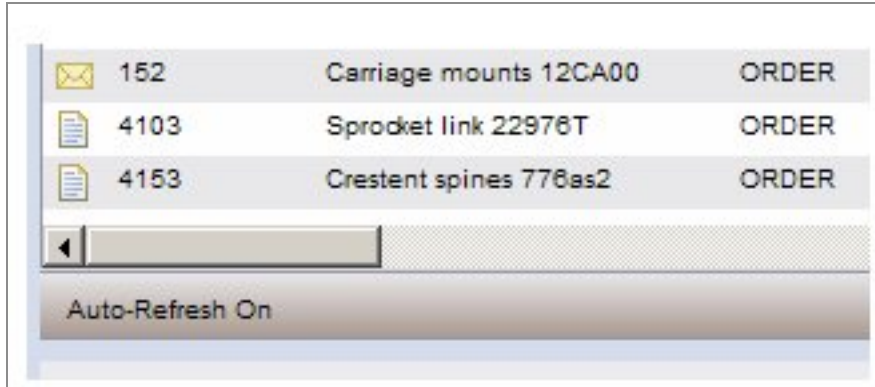 152 Carriage mounts 12CA00 ORDER
4103 Sprocket link 22976T ORDER
4153 Crestent spines 776as2 ORDER
Auto-Refresh On